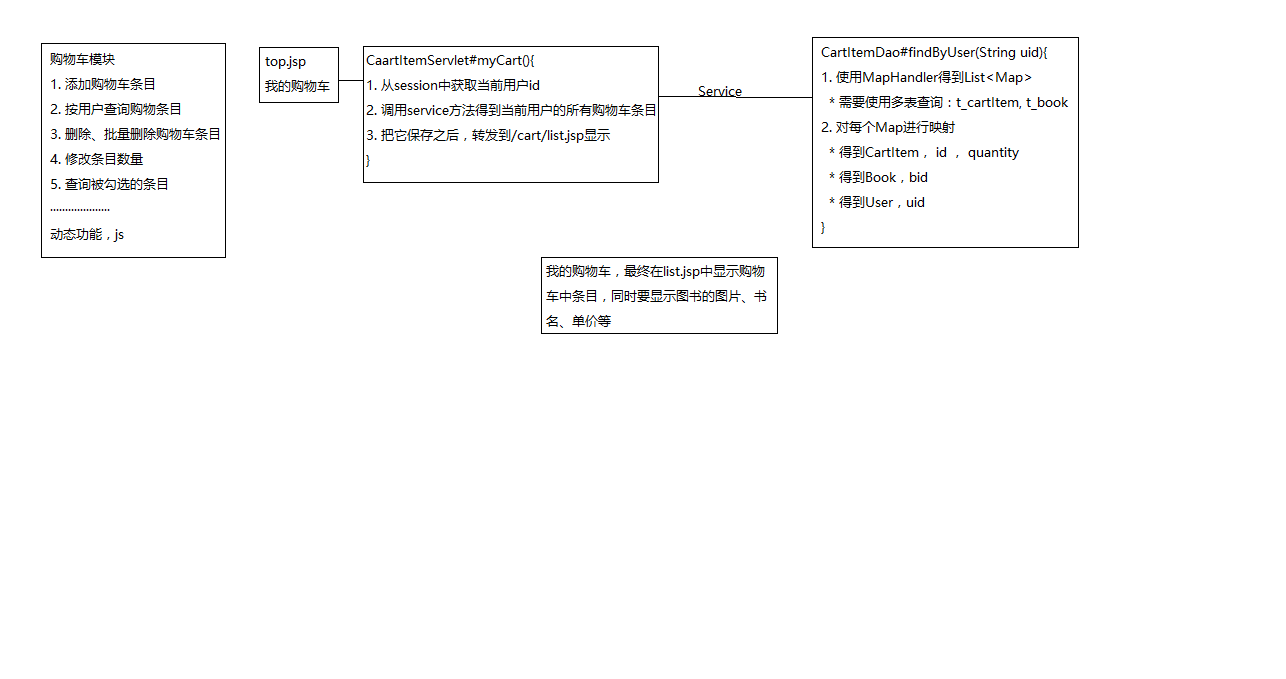 购物车模块
1. 添加购物车条目
2. 按用户查询购物条目
3. 删除、批量删除购物车条目
4. 修改条目数量
5. 查询被勾选的条目
....................
动态功能，js
top.jsp
我的购物车
CaartItemServlet#myCart(){
1. 从session中获取当前用户id
2. 调用service方法得到当前用户的所有购物车条目
3. 把它保存之后，转发到/cart/list.jsp显示
}
Service
CartItemDao#findByUser(String uid){
1. 使用MapHandler得到List<Map>
* 需要使用多表查询：t_cartItem, t_book
2. 对每个Map进行映射
* 得到CartItem， id ， quantity
* 得到Book，bid
* 得到User，uid
}
我的购物车，最终在list.jsp中显示购物
车中条目，同时要显示图书的图片、书
名、单价等